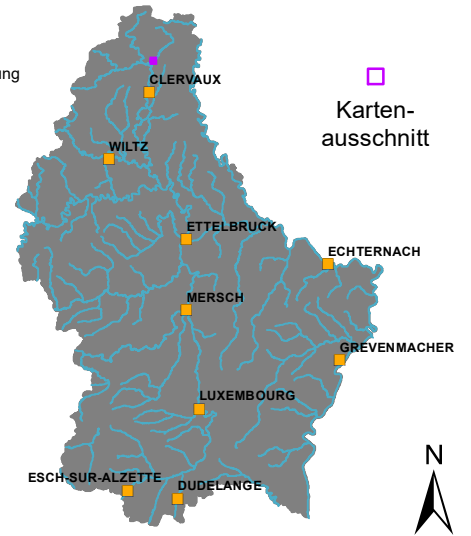 ung
CLERVAUX
Karten-
ausschnitt
WILTZ
ETTELBRUCK
ECHTERNACH
MERSCH
GREVENMACHER
LUXEMBOURG
ESCH-SUR-ALZETTE
DUDELANGE
N